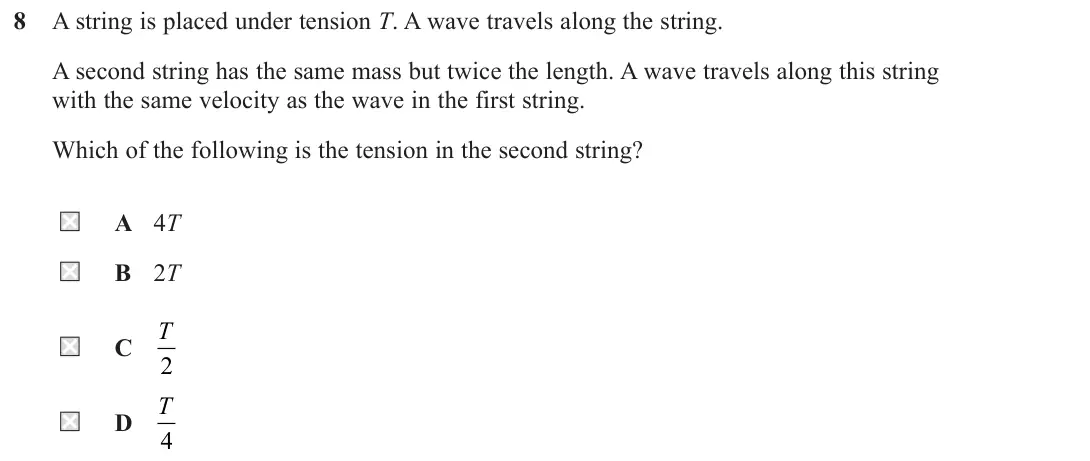 8 A string is placed under tension T. A wave travels along the string.
A second string has the same mass but twice the length. A wave travels along this string
with the same velocity as the wave in the first string.
Which of the following is the tension in the second string?
A 4T
B 2T
C T/2
D T/4